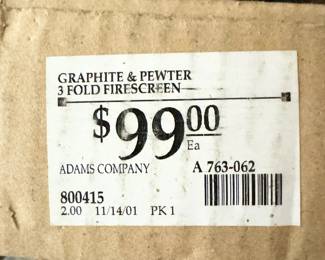 GRAPHITE & PEWTER
3 FOLD FIRESCREEN
$99.00
Ea
ADAMS COMPANY A 763-062
800415
2.00 11/14/01 PK 1